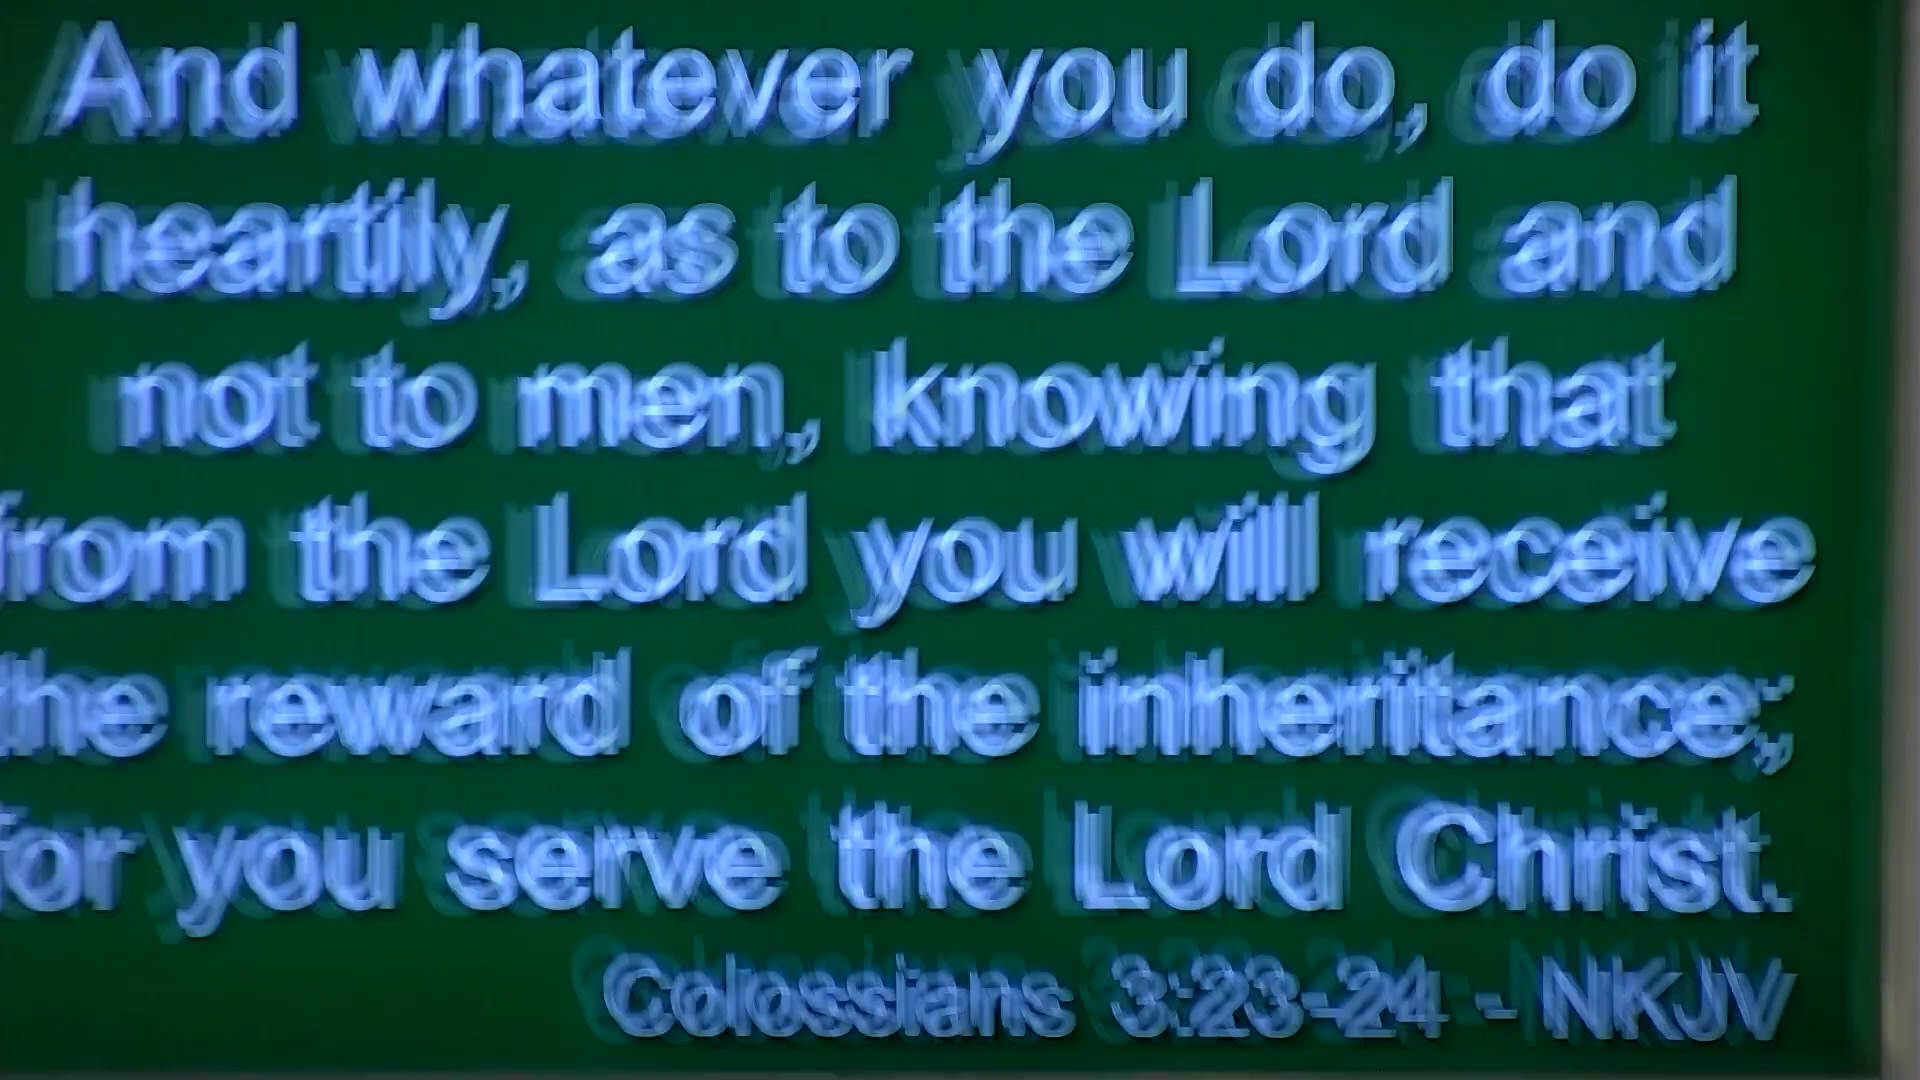 And whatever you do, do it
heartily, as to the Lord and
not to men, knowing that
from the Lord you will receive
the reward of the inheritance;
for you serve the Lord Christ.
Colossians 3:23-24 - NKJV